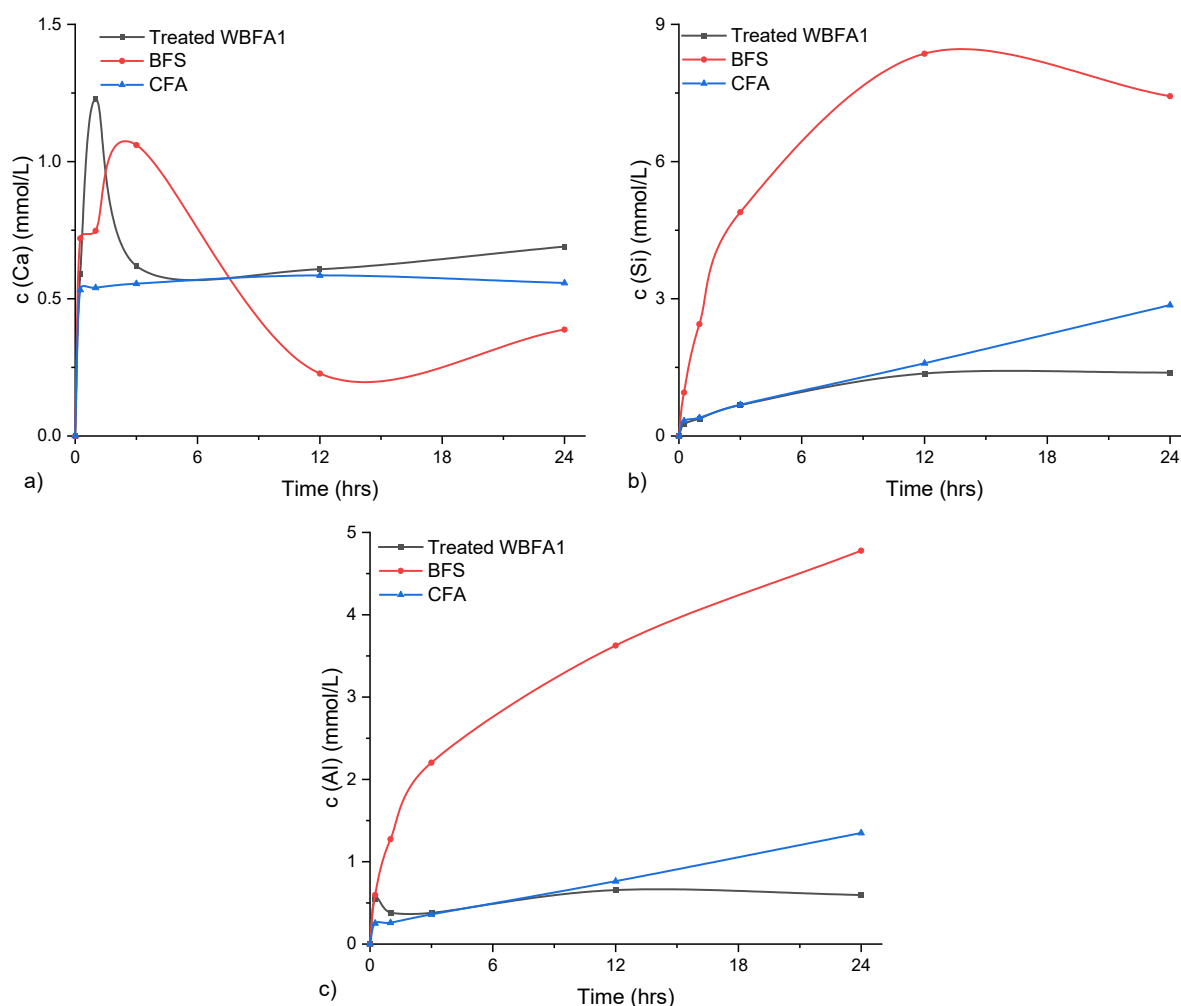 1.5
1.0
0.5
0.0
c (Ca) (mmol/L)
Treated WBFA1
BFS
CFA
0 6 12 18 24
Time (hrs)
a)
9
6
3
0
c (Si) (mmol/L)
Treated WBFA1
BFS
CFA
0 6 12 18 24
Time (hrs)
b)
5
4
3
2
1
0
c (Al) (mmol/L)
Treated WBFA1
BFS
CFA
0 6 12 18 24
Time (hrs)
c)